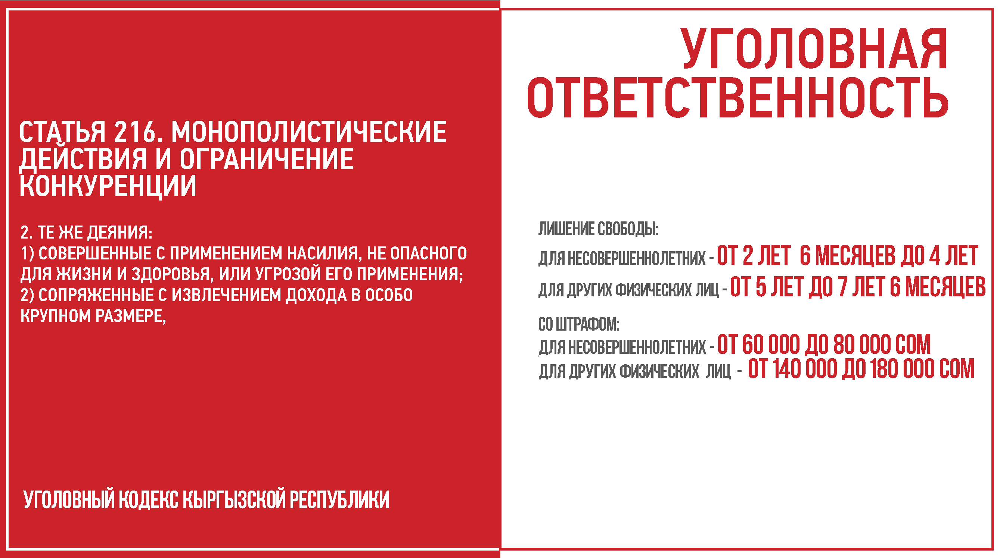 СТАТЬЯ 216. МОНОПОЛИСТИЧЕСКИЕ
ДЕЙСТВИЯ И ОГРАНИЧЕНИЕ
КОНКУРЕНЦИИ
2. ТЕ ЖЕ ДЕЯНИЯ:
1) СОВЕРШЕННЫЕ С ПРИМЕНЕНИЕМ НАСИЛИЯ, НЕ ОПАСНОГО
ДЛЯ ЖИЗНИ И ЗДОРОВЬЯ, ИЛИ УГРОЗОЙ ЕГО ПРИМЕНЕНИЯ;
2) СОПРЯЖЕННЫЕ С ИЗВЛЕЧЕНИЕМ ДОХОДА В ОСОБО
КРУПНОМ РАЗМЕРЕ,
УГОЛОВНЫЙ КОДЕКС КЫРГЫЗСКОЙ РЕСПУБЛИКИ
УГОЛОВНАЯ
ОТВЕТСТВЕННОСТЬ
ЛИШЕНИЕ СВОБОДЫ:
ДЛЯ НЕСОВЕРШЕННОЛЕТНИХ - ОТ 2 ЛЕТ 6 МЕСЯЦЕВ ДО 4 ЛЕТ
ДЛЯ ДРУГИХ ФИЗИЧЕСКИХ ЛИЦ - ОТ 5 ЛЕТ ДО 7 ЛЕТ 6 МЕСЯЦЕВ
СО ШТРАФОМ:
ДЛЯ НЕСОВЕРШЕННОЛЕТНИХ - ОТ 60 000 ДО 80 000 СОМ
ДЛЯ ДРУГИХ ФИЗИЧЕСКИХ ЛИЦ - ОТ 140 000 ДО 180 000 СОМ